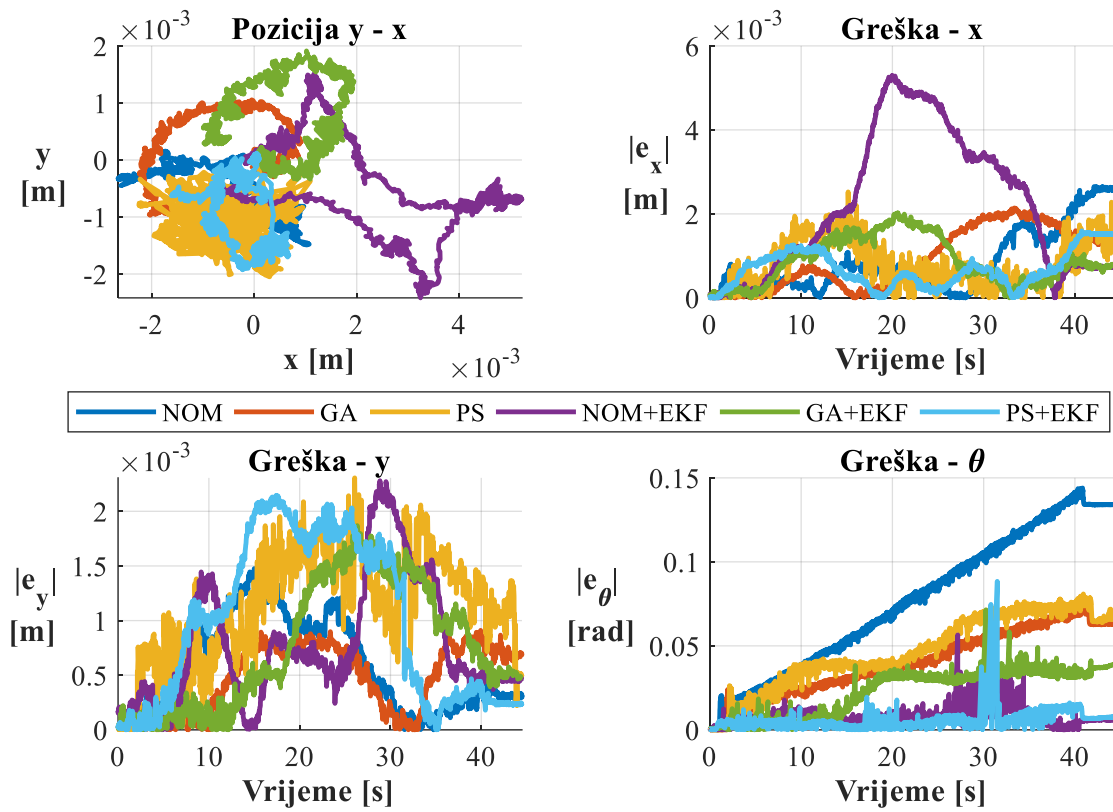 Pozicija y - x
×10⁻³
2
1
0
-1
-2
y
[m]
-2
0
2
4
x [m]
×10⁻³
Greška - x
×10⁻³
6
4
2
0
|eₓ|
[m]
0
10
20
30
40
Vrijeme [s]
NOM GA PS NOM+EKF GA+EKF PS+EKF
Greška - y
×10⁻³
2
1.5
1
0.5
0
|e_y|
[m]
0
10
20
30
40
Vrijeme [s]
Greška - θ
0.15
0.1
0.05
0
|e_θ|
[rad]
0
10
20
30
40
Vrijeme [s]